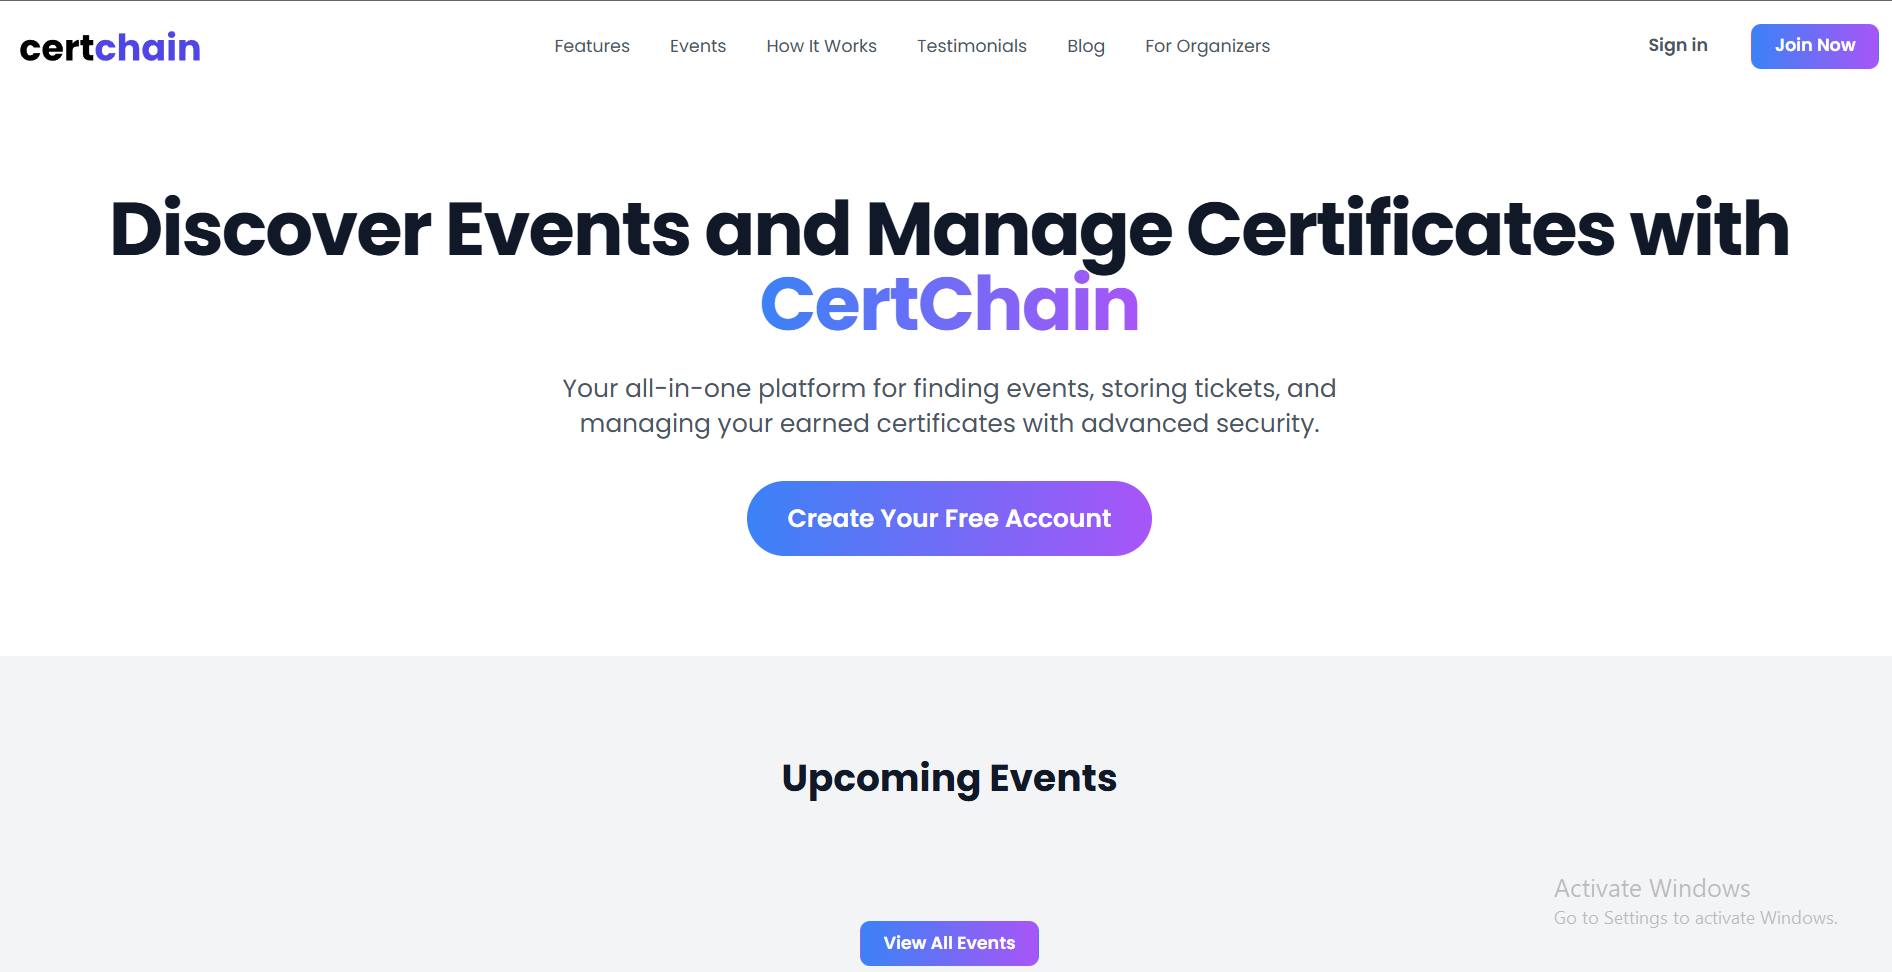 certchain
Features Events How It Works Testimonials Blog For Organizers
Sign in
Join Now
Discover Events and Manage Certificates with
CertChain
Your all-in-one platform for finding events, storing tickets, and
managing your earned certificates with advanced security.
Create Your Free Account
Upcoming Events
View All Events
Activate Windows
Go to Settings to activate Windows.